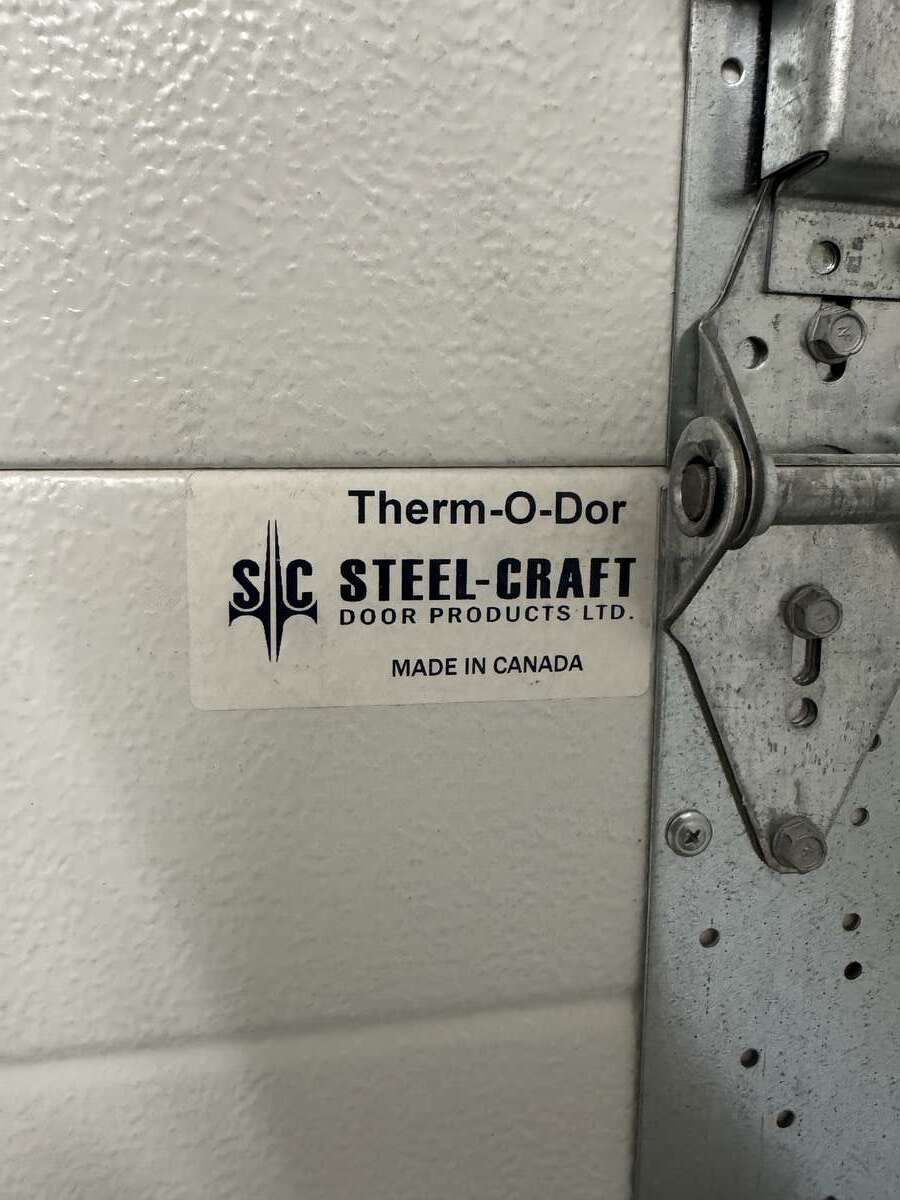 Therm-O-Dor
SC STEEL-CRAFT
DOOR PRODUCTS LTD.
MADE IN CANADA